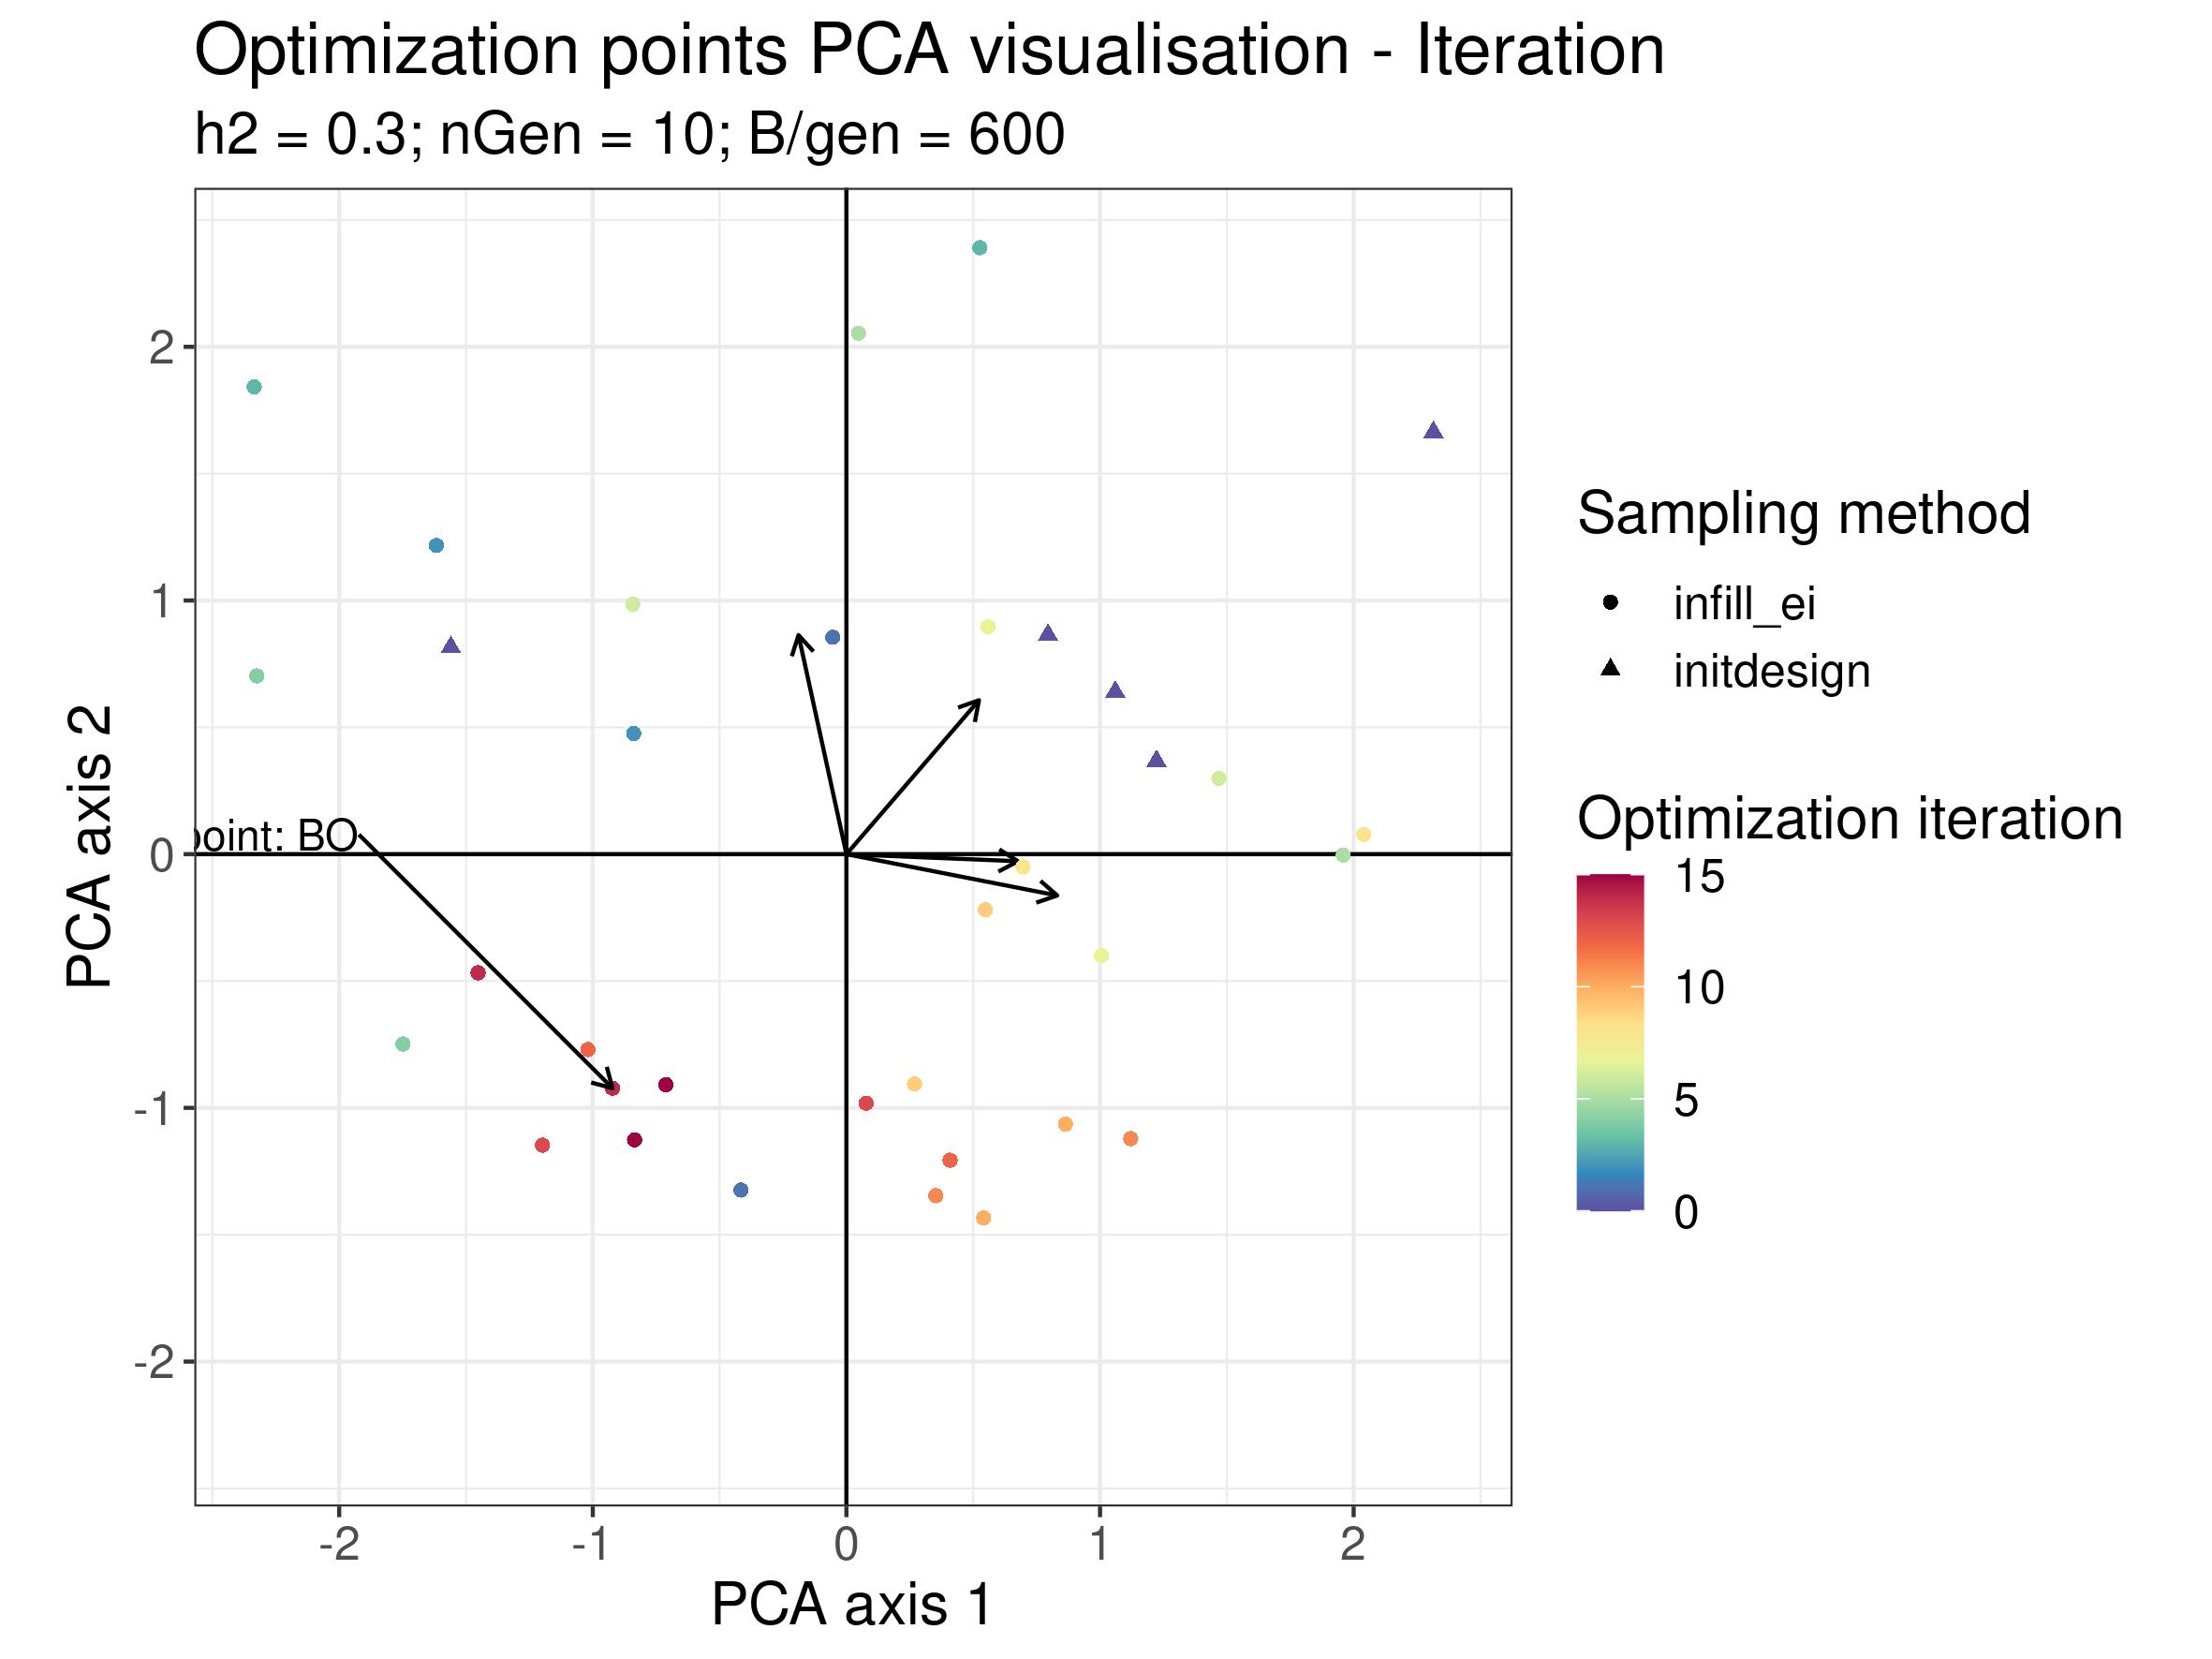 Optimization points PCA visualisation - Iteration
h2 = 0.3; nGen = 10; B/gen = 600
PCA axis 2
2
1
0
-1
-2
point: BO
-2
-1
0
1
2
PCA axis 1
Sampling method
infill_ei
initdesign
Optimization iteration
15
10
5
0